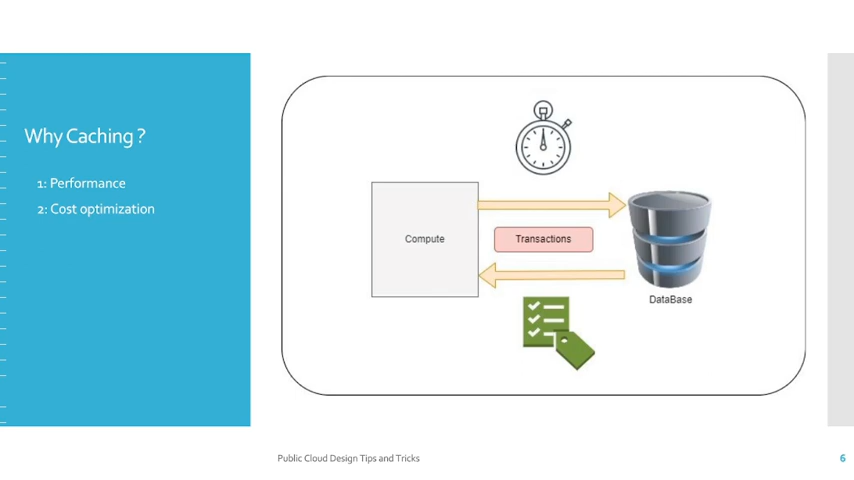 Why Caching ?
1: Performance
2: Cost optimization
Compute
Transactions
DataBase
Public Cloud Design Tips and Tricks
6